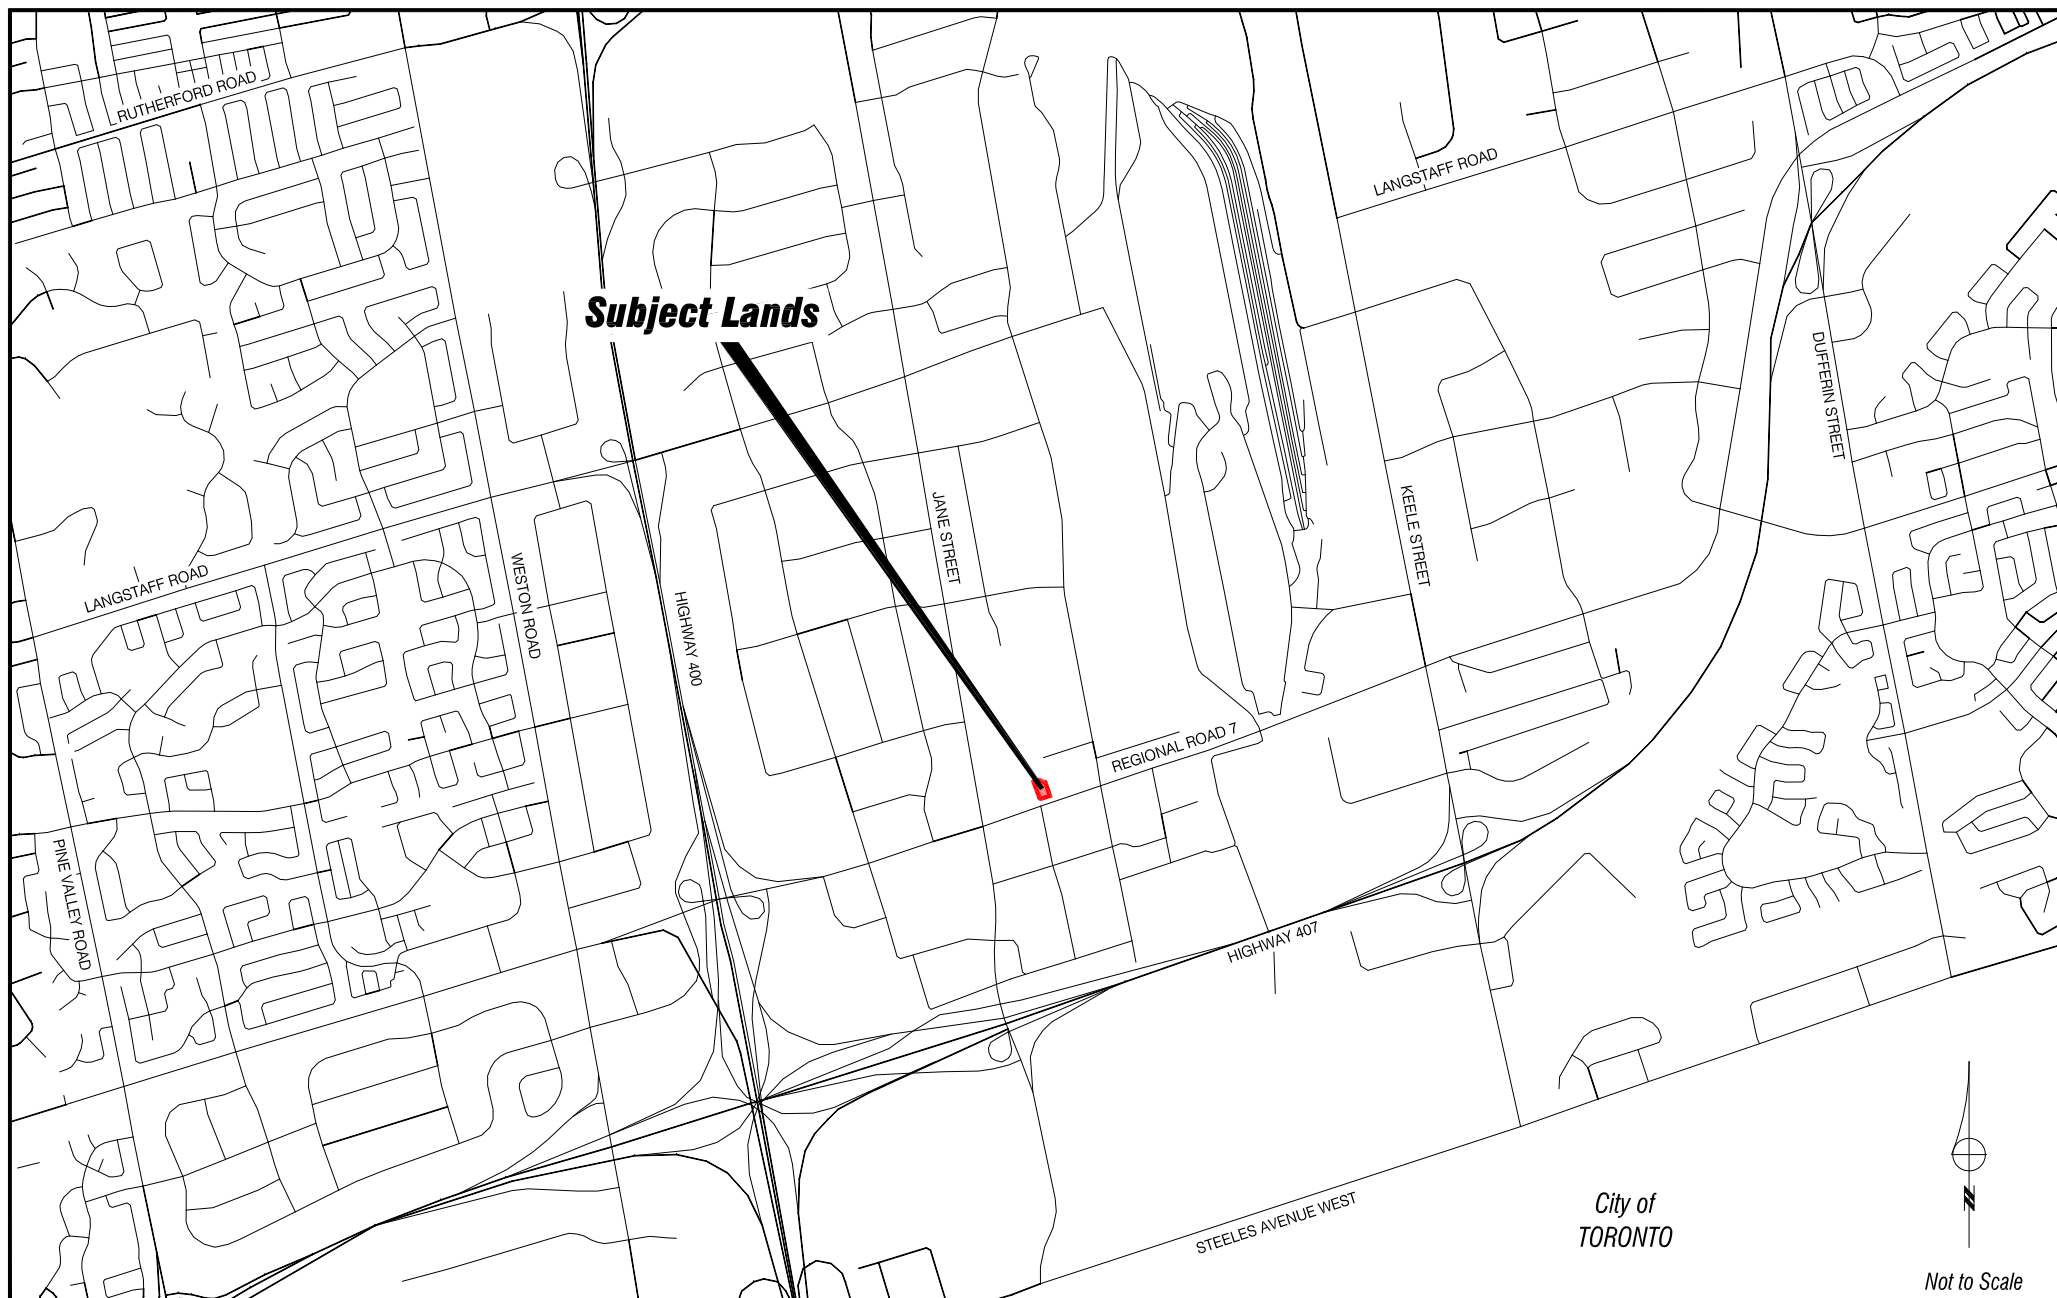 RUTHERFORD ROAD
LANGSTAFF ROAD
Subject Lands
DUFFERIN STREET
JANE STREET
KEELE STREET
LANGSTAFF ROAD
WESTON ROAD
HIGHWAY 400
REGIONAL ROAD 7
PINE VALLEY ROAD
HIGHWAY 407
STEELES AVENUE WEST
City of
TORONTO
N
Not to Scale